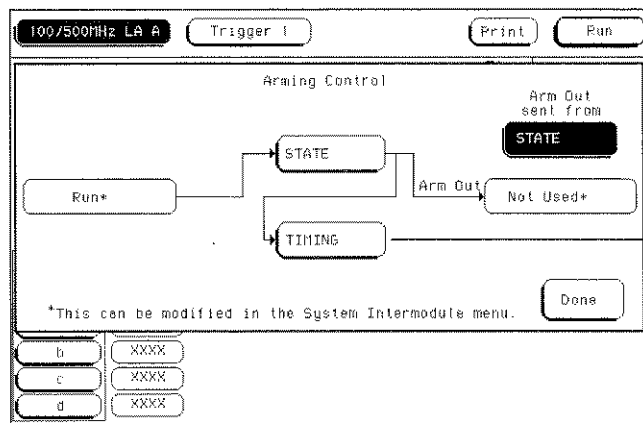 100/500MHz LA A
Trigger 1
Print
Run
Arming Control
Arm Out
sent from
STATE
STATE
Run*
Arm Out
Not Used*
TIMING
Done
*This can be modified in the System Intermodule menu.
b
XXXX
c
XXXX
d
XXXX